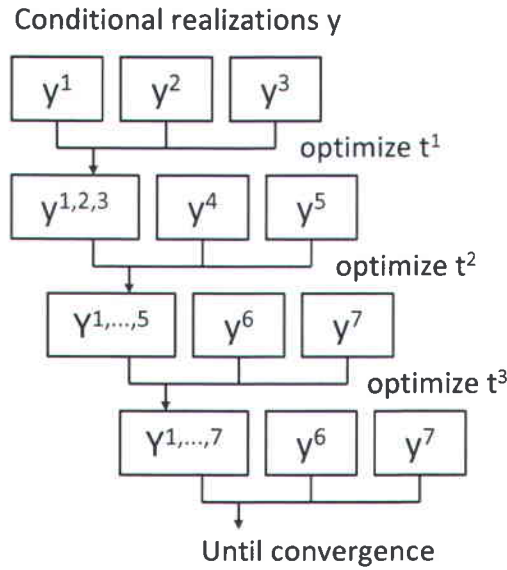 Conditional realizations y
y¹ y² y³
optimize t¹
y¹,²,³ y⁴ y⁵
optimize t²
Y¹,...,⁵ y⁶ y⁷
optimize t³
Y¹,...,⁷ y⁶ y⁷
Until convergence